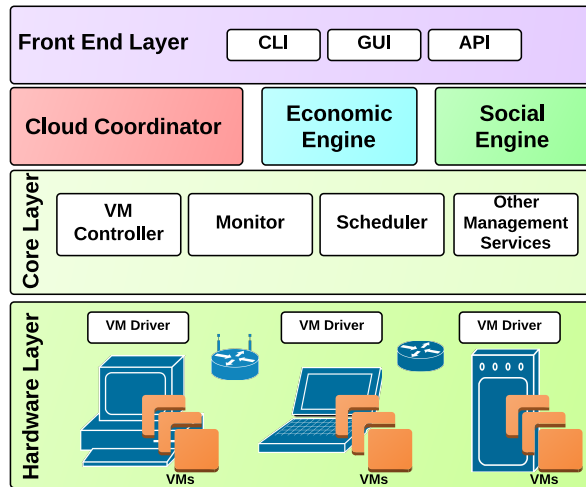 Front End Layer
CLI
GUI
API
Cloud Coordinator
Economic
Engine
Social
Engine
Core Layer
VM
Controller
Monitor
Scheduler
Other
Management
Services
Hardware Layer
VM Driver
VM Driver
VM Driver
VMs
VMs
VMs